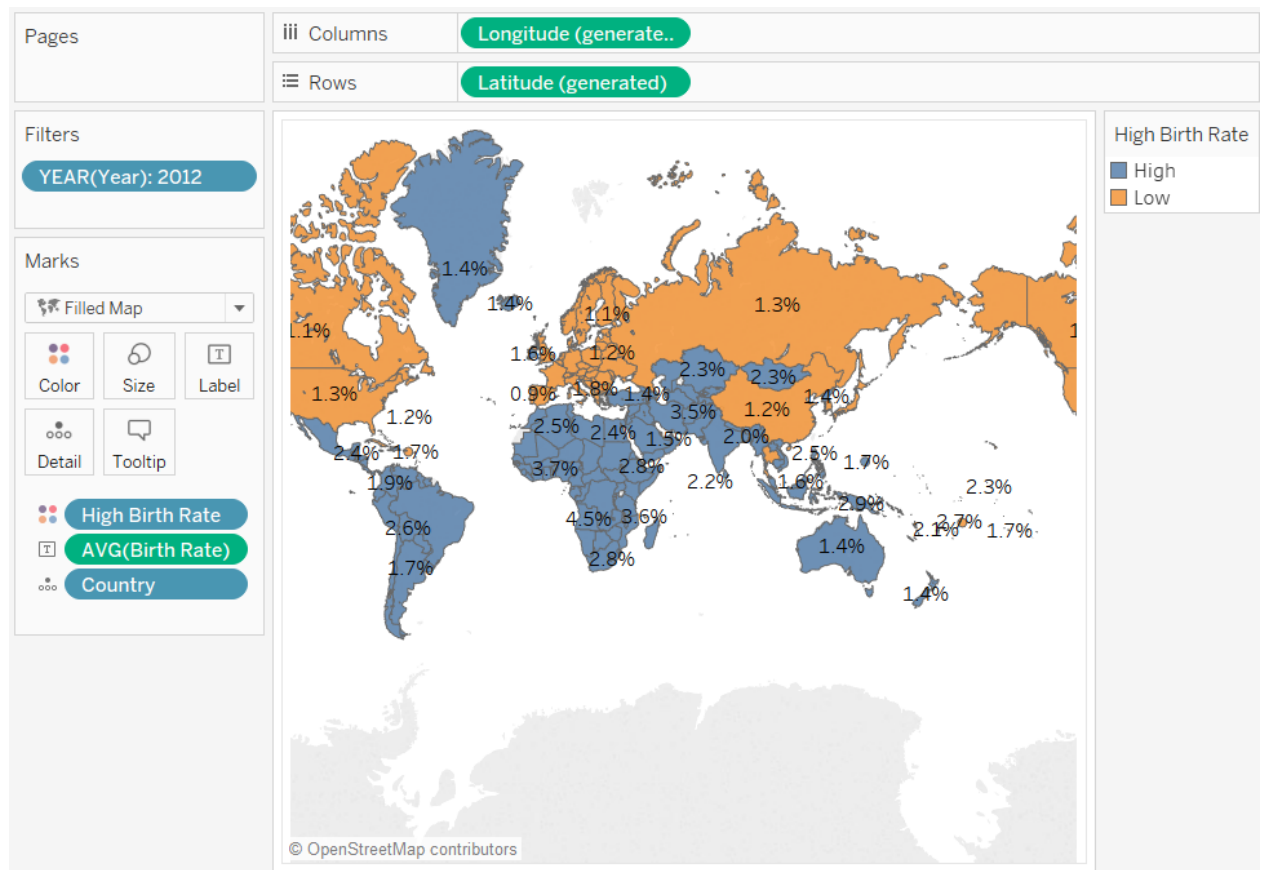 Pages
Columns
Longitude (generate..
Rows
Latitude (generated)
Filters
YEAR(Year): 2012
Marks
Filled Map
Color
Size
Label
Detail
Tooltip
High Birth Rate
AVG(Birth Rate)
Country
High Birth Rate
High
Low
1.4%
1.4%
1.1%
1.3%
1.1%
1.6%
1.2%
2.3%
2.3%
1.3%
0.9%
1.8%
1.4%
1.4%
3.5%
1.2%
1.2%
2.5%
2.4%
1.5%
2.0%
2.4%
1.7%
2.5%
1.7%
3.7%
2.8%
2.2%
1.6%
1.9%
2.3%
2.9%
4.5%
3.6%
2.6%
2.1%
2.7%
1.7%
1.4%
2.8%
1.7%
1.4%
© OpenStreetMap contributors